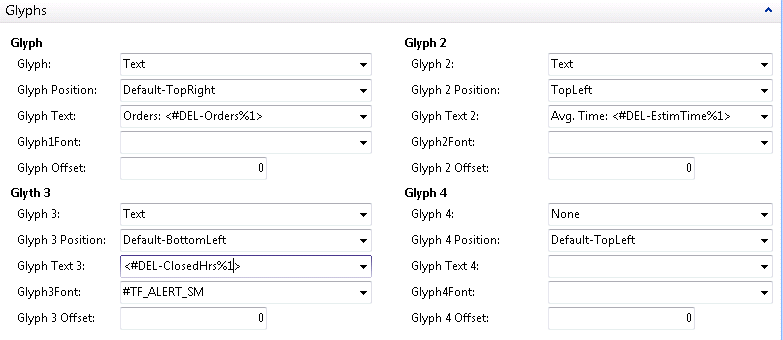 Glyphs
Glyph
Glyph: Text
Glyph Position: Default-TopRight
Glyph Text: Orders: <#DEL-Orders%1>
Glyph1Font:
Glyph Offset: 0
Glyph 2
Glyph 2: Text
Glyph 2 Position: TopLeft
Glyph Text 2: Avg. Time: <#DEL-EstimTime%1>
Glyph2Font:
Glyph 2 Offset: 0
Glyth 3
Glyph 3: Text
Glyph 3 Position: Default-BottomLeft
Glyph Text 3: <#DEL-ClosedHrs%1>
Glyph3Font: #TF_ALERT_SM
Glyph 3 Offset: 0
Glyph 4
Glyph 4: None
Glyph 4 Position: Default-TopLeft
Glyph Text 4:
Glyph4Font:
Glyph 4 Offset: 0